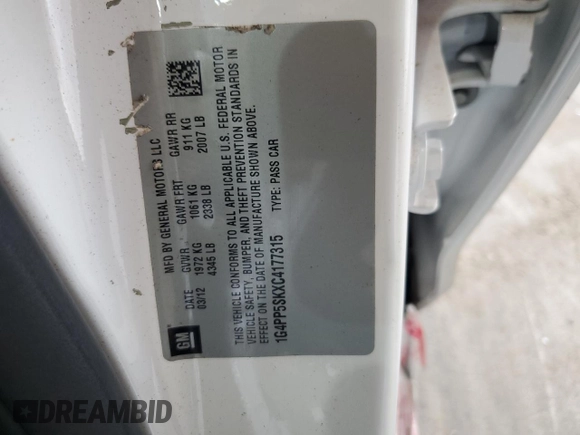 MFD BY GENERAL MOTORS LLC
DATE GVWR GAWR FRT GAWR RR
03/12 1972 KG 1061 KG 911 KG
4345 LB 2338 LB 2007 LB
THIS VEHICLE CONFORMS TO ALL APPLICABLE U.S. FEDERAL MOTOR
VEHICLE SAFETY, BUMPER, AND THEFT PREVENTION STANDARDS IN
EFFECT ON THE DATE OF MANUFACTURE SHOWN ABOVE.
1G4PP5SKXC4177315 TYPE: PASS CAR
GM
DREAMBID